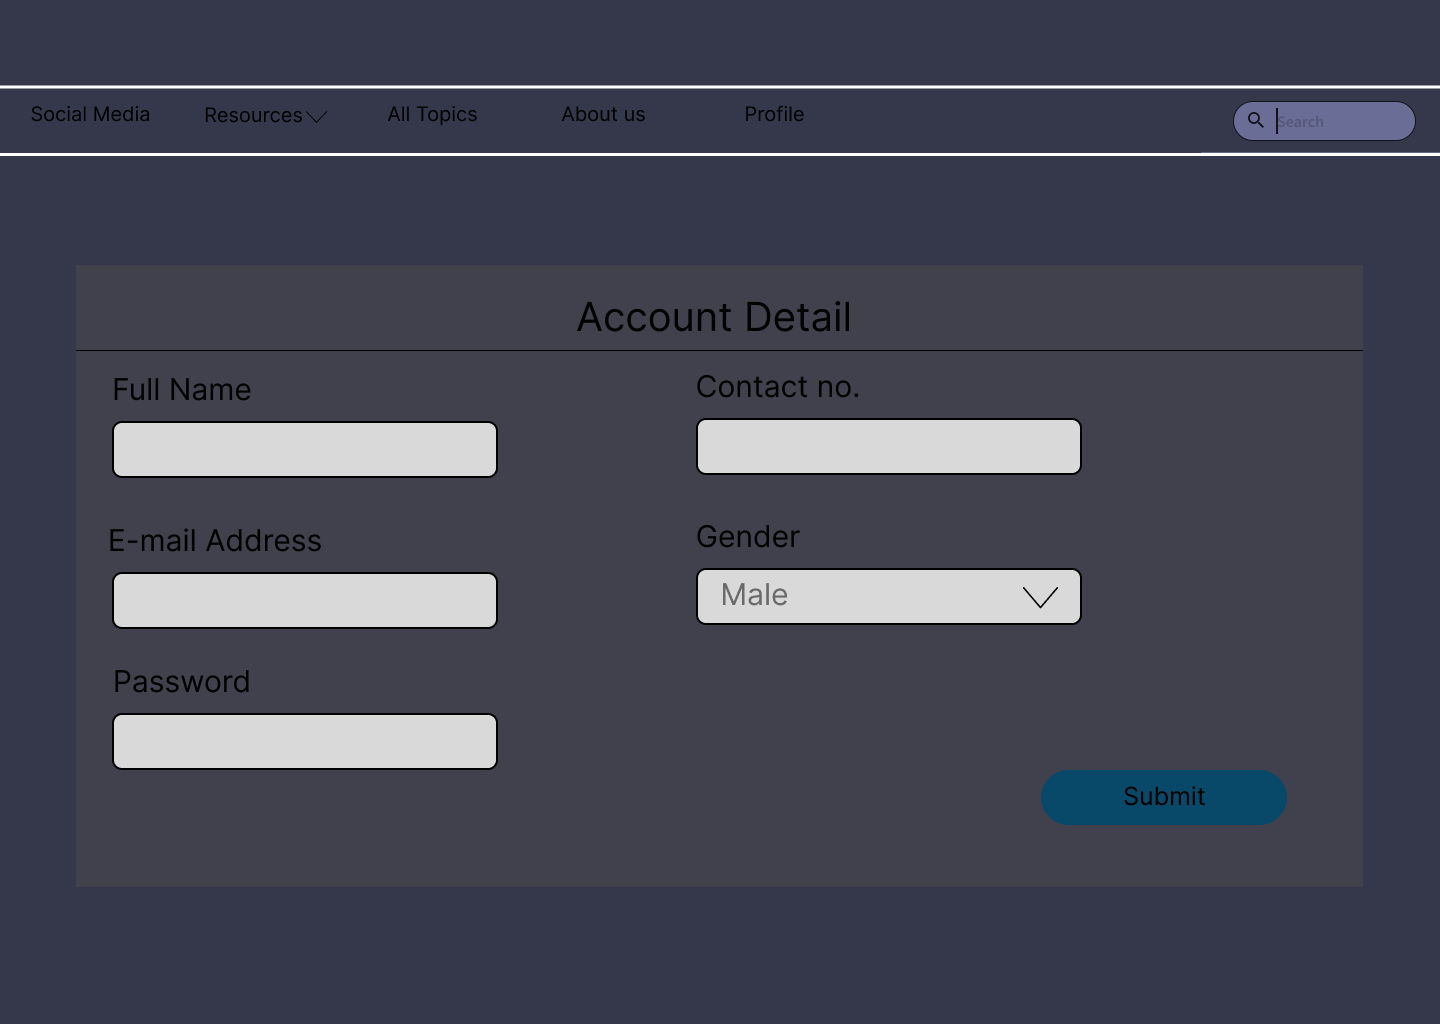 Social Media
Resources
All Topics
About us
Profile
Search
Account Detail
Full Name
Contact no.
E-mail Address
Gender
Male
Password
Submit